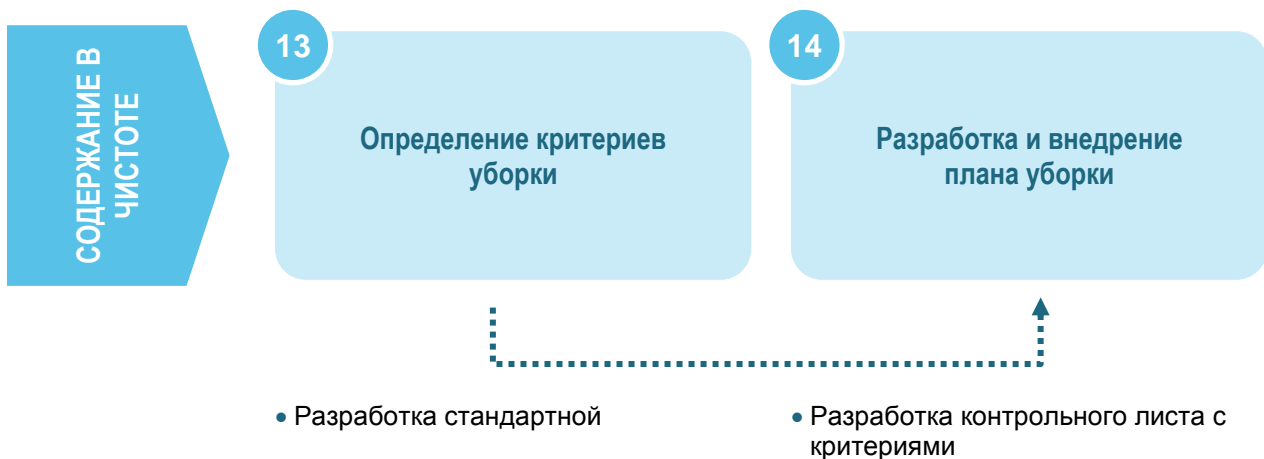 СОДЕРЖАНИЕ В
ЧИСТОТЕ
13
Определение критериев
уборки
14
Разработка и внедрение
плана уборки
• Разработка стандартной
• Разработка контрольного листа с
критериями